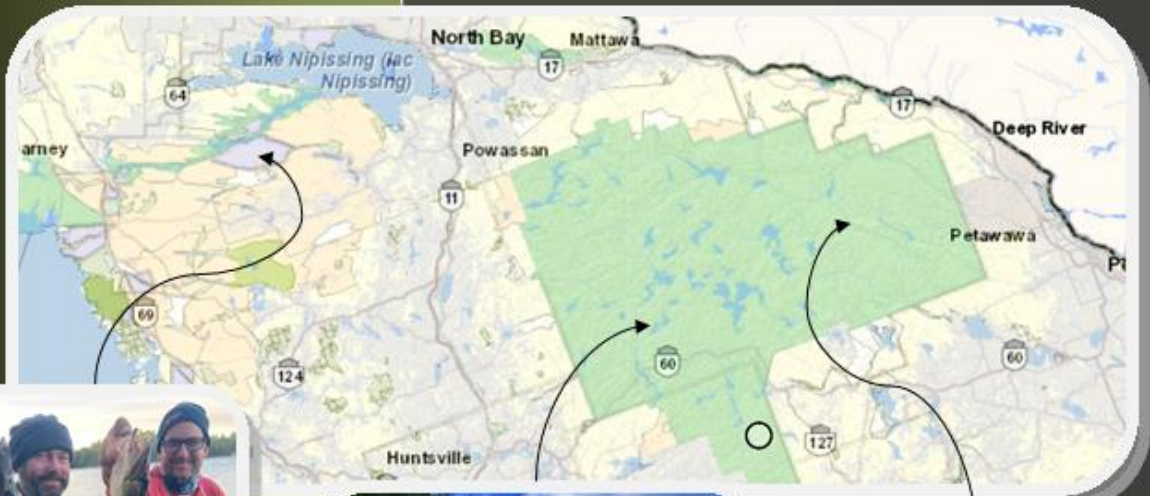 North Bay
Mattawa
Lake Nipissing (lac
Nipissing)
17
64
17
Deep River
arney
Powassan
11
Petawawa
69
60
60
124
127
Huntsville